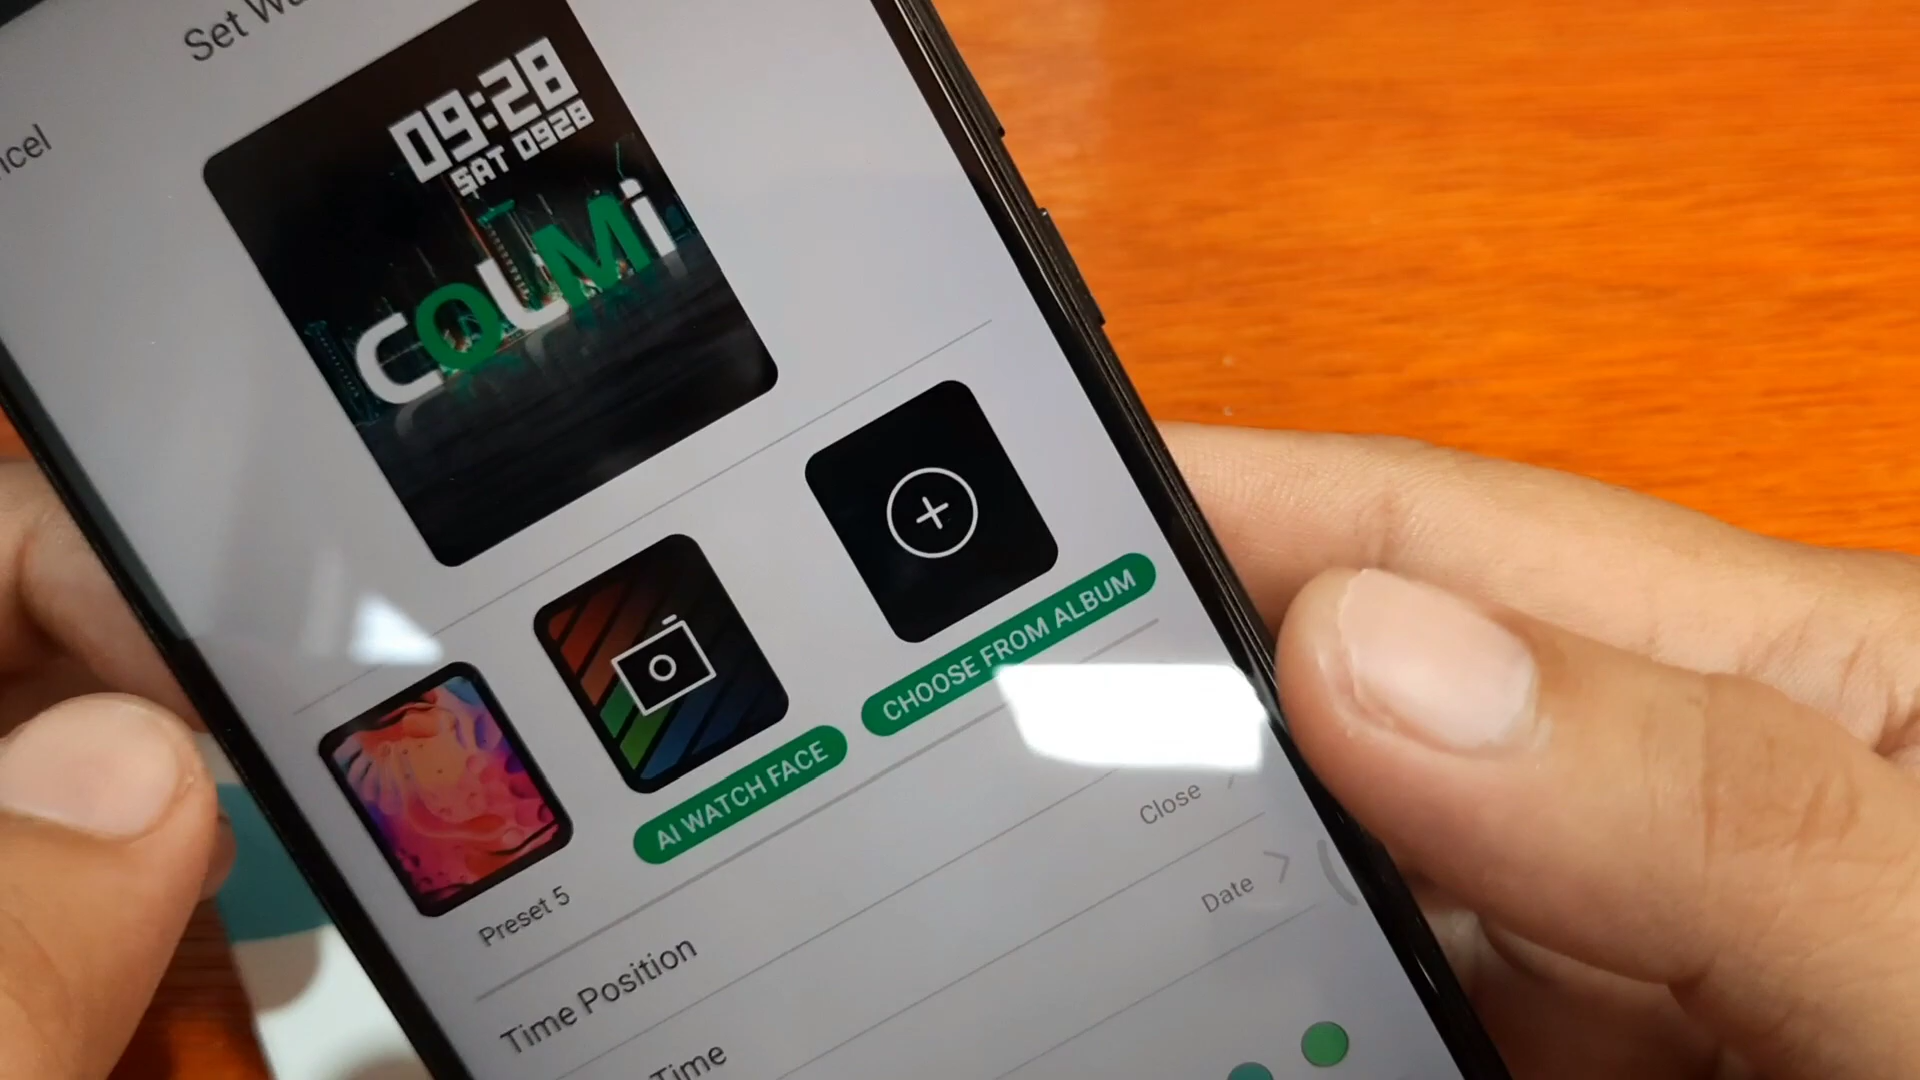 Set
ncel
09:28
SAT 0928
COLMi
CHOOSE FROM ALBUM
AI WATCH FACE
Preset 5
Time Position
Close
Time
Date